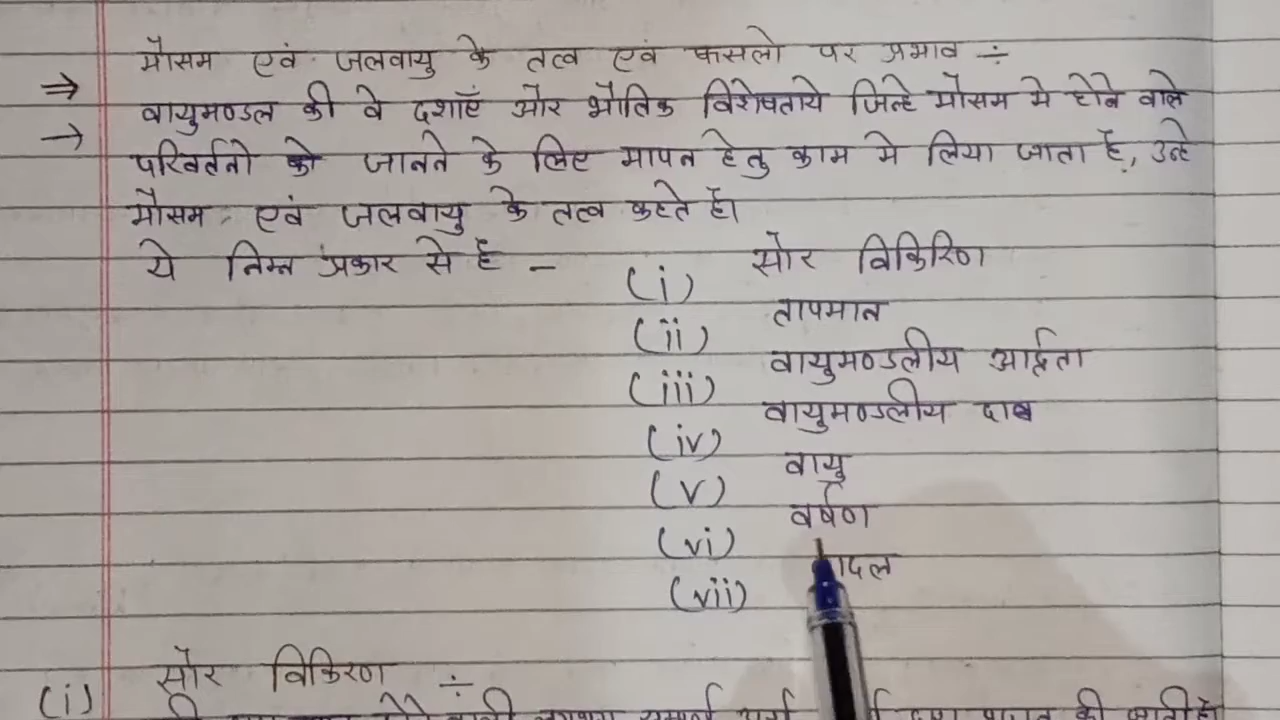 मौसम एवं जलवायु के तत्व एवं फसलो पर प्रभाव ÷
⇒ वायुमण्डल की वे दशाएँ और भौतिक विशेषताये जिन्हे मौसम मे होने वाले
→ परिवर्तनो को जानने के लिए मापन हेतु काम मे लिया जाता है, उन्हे
मौसम एवं जलवायु के तत्व कहते है।
ये निम्न प्रकार से है –
(i) सौर विकिरिण
(ii) तापमान
(iii) वायुमण्डलीय आर्द्रता
(iv) वायुमण्डलीय दाब
(v) वायु
(vi) वर्षण
(vii)
(i) सौर विकिरण ÷